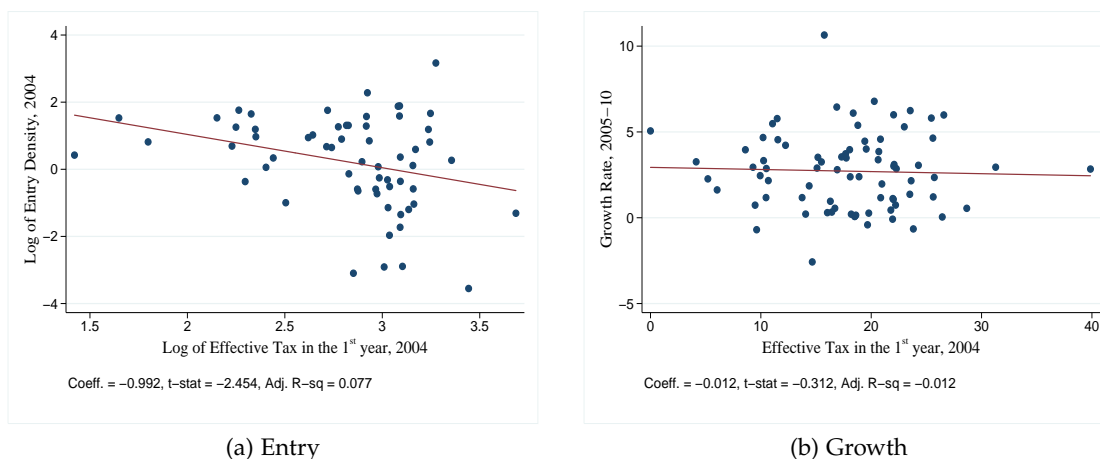 4
2
0
−2
−4
Log of Entry Density, 2004
1.5 2 2.5 3 3.5
Log of Effective Tax in the 1st year, 2004
Coeff. = −0.992, t−stat = −2.454, Adj. R−sq = 0.077
(a) Entry
10
5
0
−5
Growth Rate, 2005−10
0 10 20 30 40
Effective Tax in the 1st year, 2004
Coeff. = −0.012, t−stat = −0.312, Adj. R−sq = −0.012
(b) Growth